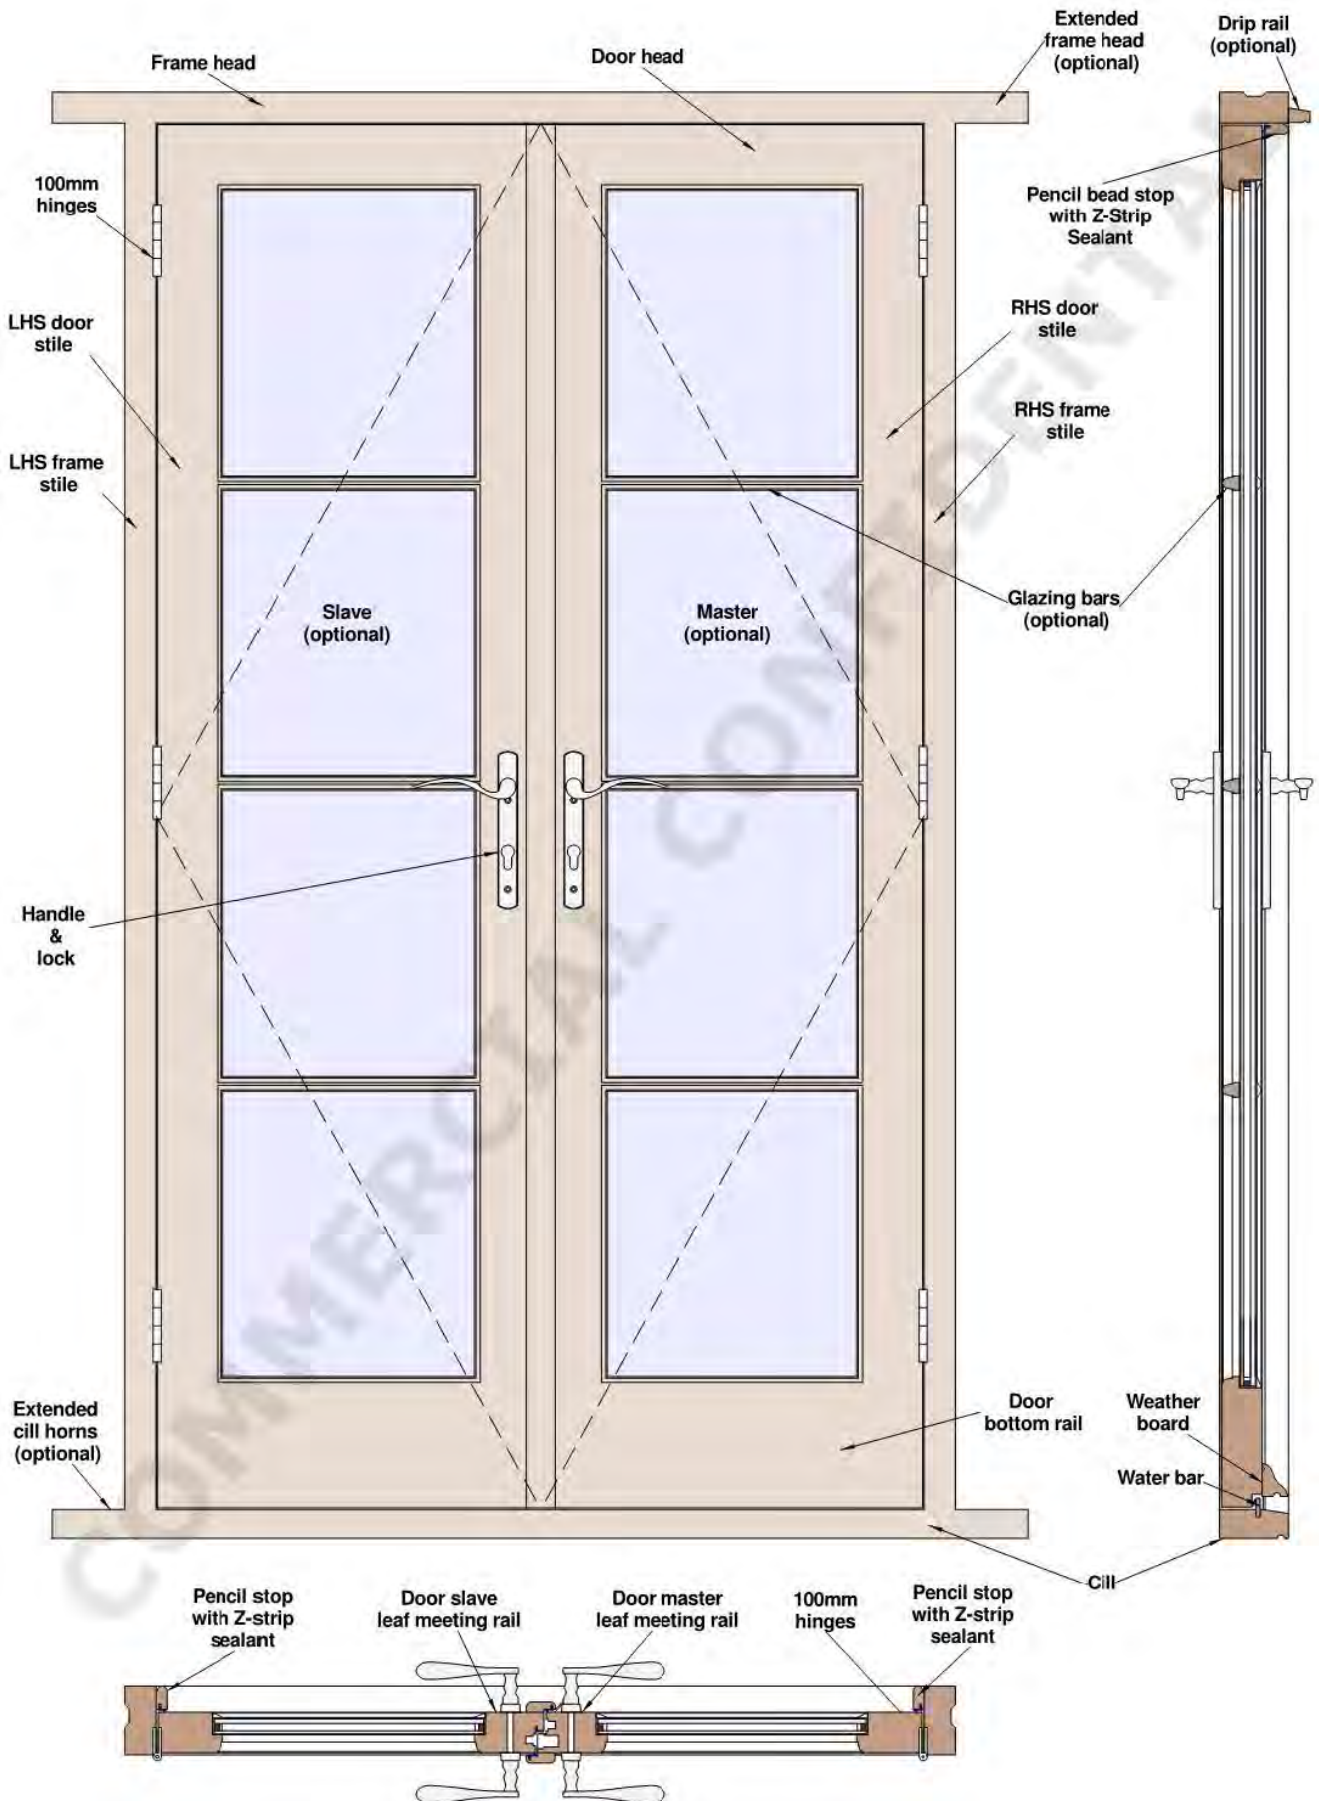 Frame head
Door head
Extended
frame head
(optional)
Drip rail
(optional)
100mm
hinges
Pencil bead stop
with Z-Strip
Sealant
LHS door
stile
RHS door
stile
LHS frame
stile
RHS frame
stile
Slave
(optional)
Master
(optional)
Glazing bars
(optional)
Handle
&
lock
Extended
cill horns
(optional)
Door
bottom rail
Weather
board
Water bar
Cill
Pencil stop
with Z-strip
sealant
Door slave
leaf meeting rail
Door master
leaf meeting rail
100mm
hinges
Pencil stop
with Z-strip
sealant
COMMERCIAL CONFIDENTAL